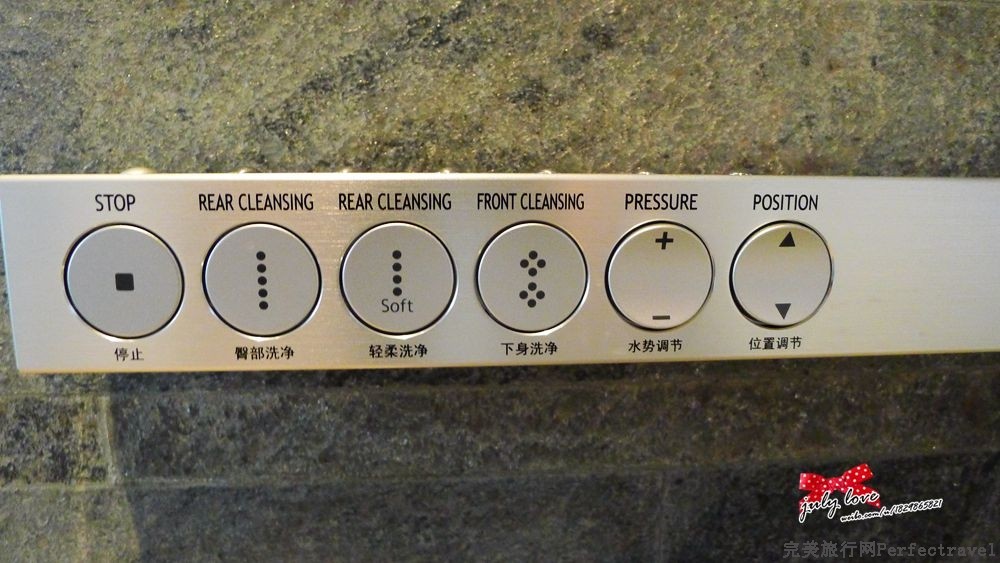 STOP
REAR CLEANSING
REAR CLEANSING
FRONT CLEANSING
PRESSURE
POSITION
+
Soft
−
停止
臀部洗净
轻柔洗净
下身洗净
水势调节
位置调节
july love
完美旅行网Perfectravel